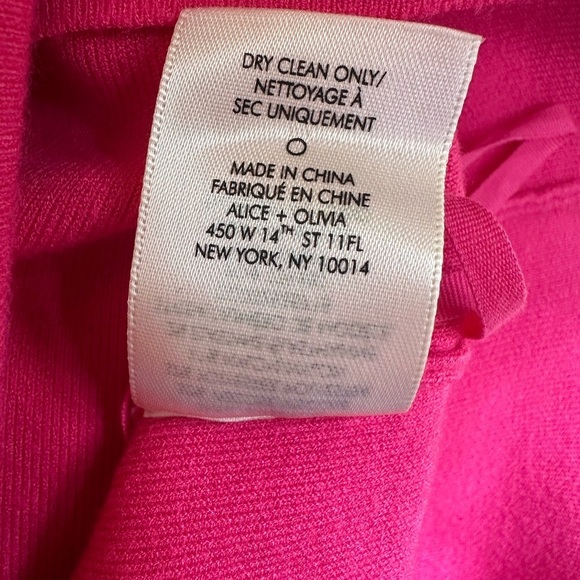 DRY CLEAN ONLY/
NETTOYAGE À
SEC UNIQUEMENT
MADE IN CHINA
FABRIQUÉ EN CHINE
ALICE + OLIVIA
450 W 14TH ST 11FL
NEW YORK, NY 10014